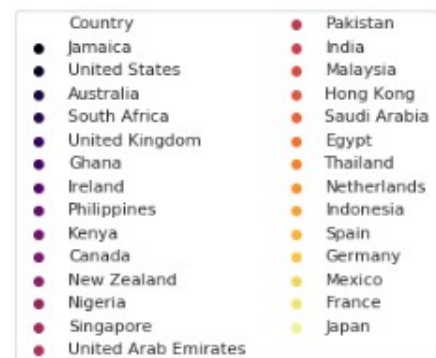 Country
Jamaica
United States
Australia
South Africa
United Kingdom
Ghana
Ireland
Philippines
Kenya
Canada
New Zealand
Nigeria
Singapore
United Arab Emirates
Pakistan
India
Malaysia
Hong Kong
Saudi Arabia
Egypt
Thailand
Netherlands
Indonesia
Spain
Germany
Mexico
France
Japan